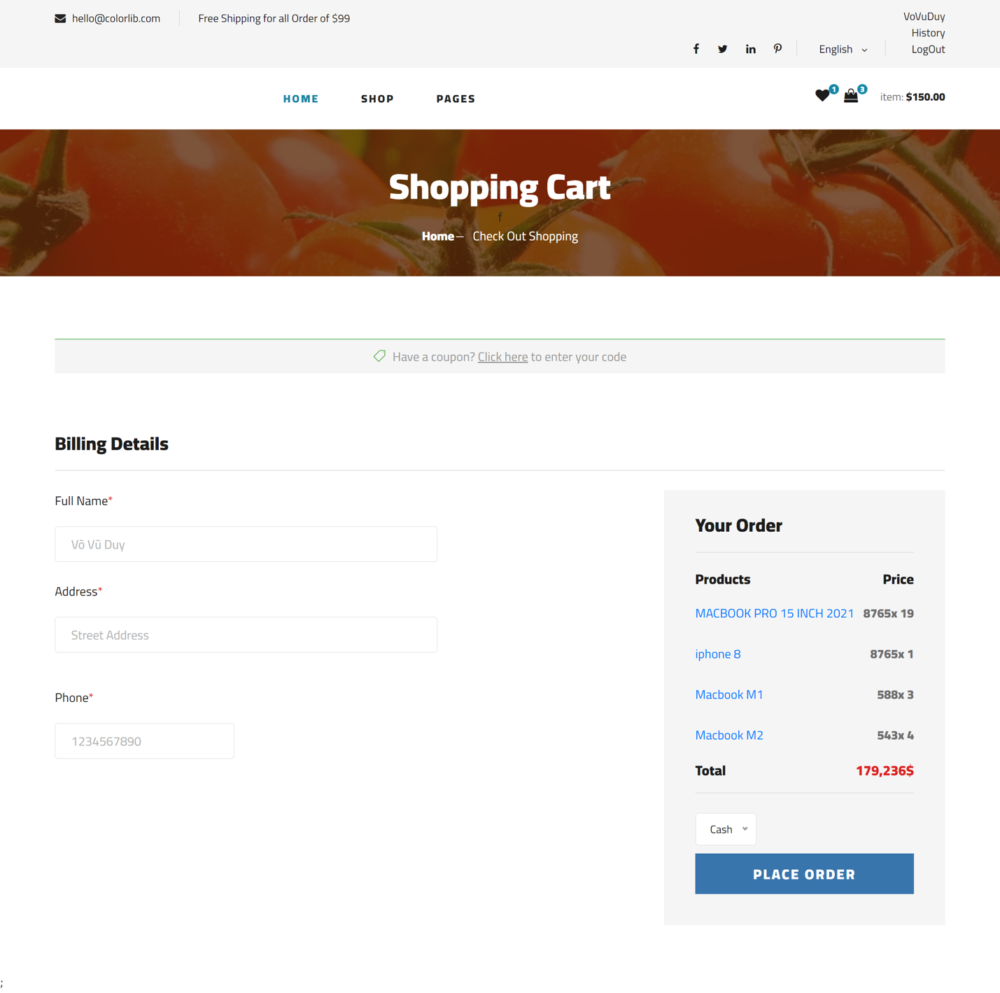 hello@colorlib.com
Free Shipping for all Order of $99
VoVuDuy
History
English
LogOut
HOME
SHOP
PAGES
1
3
item: $150.00
Shopping Cart
f
Home– Check Out Shopping
Have a coupon? Click here to enter your code
Billing Details
Full Name*
Võ Vũ Duy
Address*
Street Address
Phone*
1234567890
Your Order
Products Price
MACBOOK PRO 15 INCH 2021 8765x 19
iphone 8 8765x 1
Macbook M1 588x 3
Macbook M2 543x 4
Total 179,236$
Cash
PLACE ORDER
;